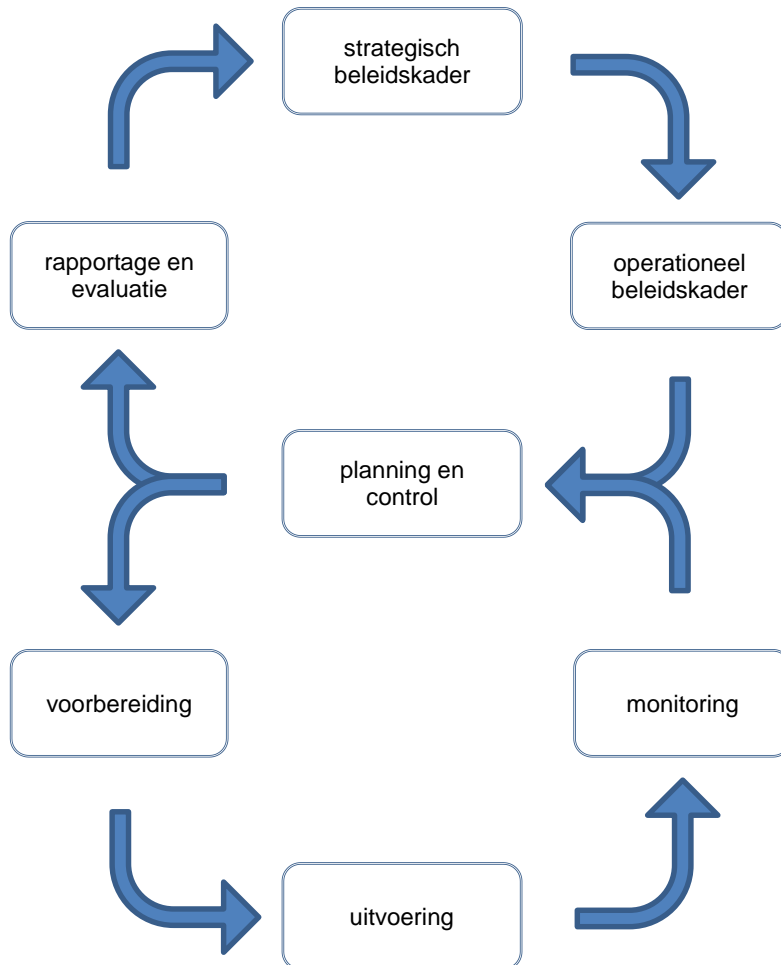 strategisch
beleidskader
rapportage en
evaluatie
operationeel
beleidskader
planning en
control
voorbereiding
monitoring
uitvoering